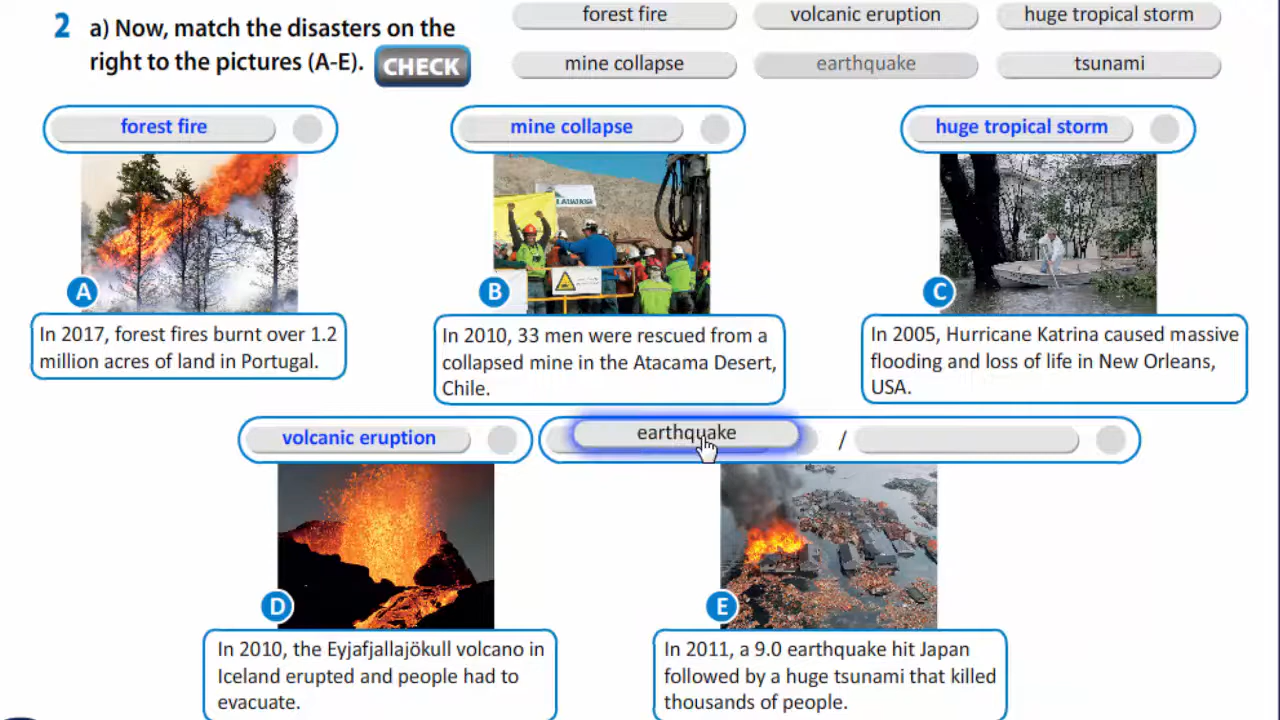 2 a) Now, match the disasters on the
right to the pictures (A-E). CHECK
forest fire
volcanic eruption
huge tropical storm
mine collapse
earthquake
tsunami
forest fire
mine collapse
huge tropical storm
A
B
C
In 2017, forest fires burnt over 1.2
million acres of land in Portugal.
In 2010, 33 men were rescued from a
collapsed mine in the Atacama Desert,
Chile.
In 2005, Hurricane Katrina caused massive
flooding and loss of life in New Orleans,
USA.
volcanic eruption
earthquake
/
D
E
In 2010, the Eyjafjallajökull volcano in
Iceland erupted and people had to
evacuate.
In 2011, a 9.0 earthquake hit Japan
followed by a huge tsunami that killed
thousands of people.